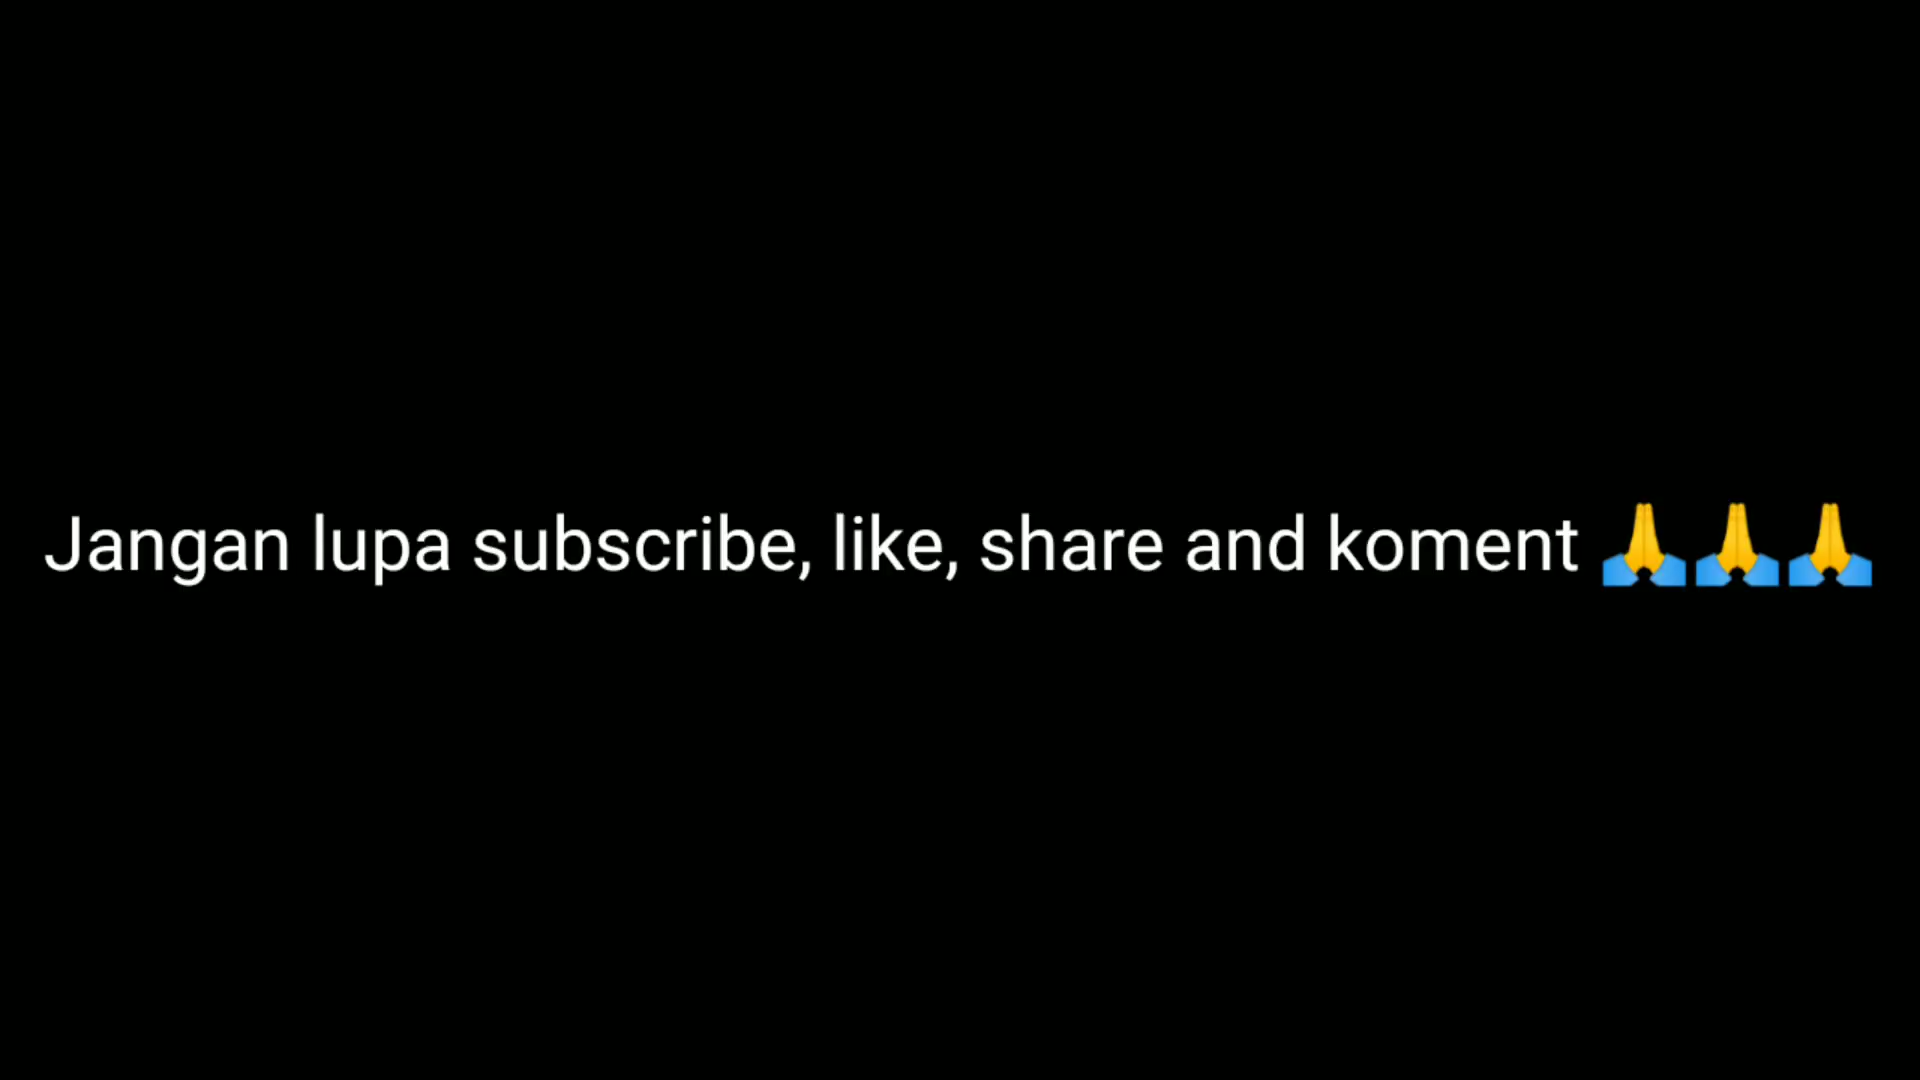 Jangan lupa subscribe, like, share and koment 🙏🙏🙏